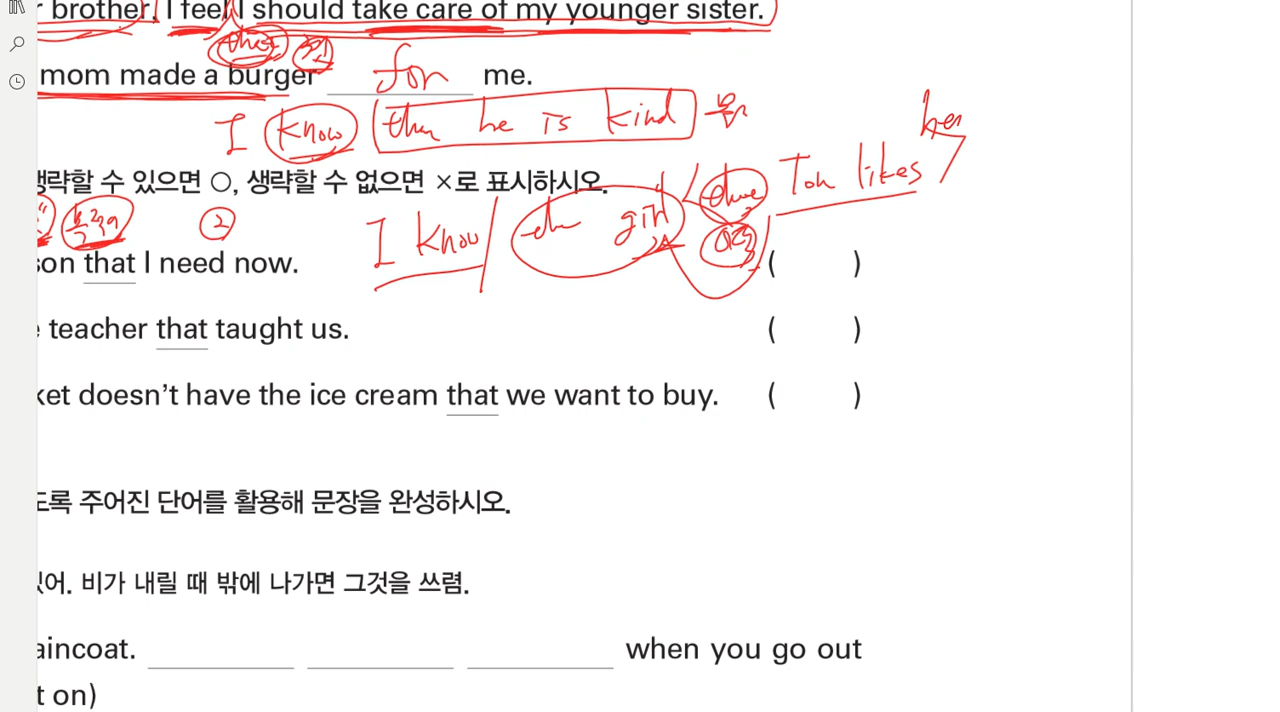 brother. I feel I should take care of my younger sister.
that
mom made a burger for me.
I know that he is kind
her
생략할 수 있으면 ○, 생략할 수 없으면 ×로 표시하시오.
Tom likes
②
I know the girl
son that I need now. ( )
teacher that taught us. ( )
ket doesn't have the ice cream that we want to buy. ( )
도록 주어진 단어를 활용해 문장을 완성하시오.
있어. 비가 내릴 때 밖에 나가면 그것을 쓰렴.
aincoat. when you go out
t on)